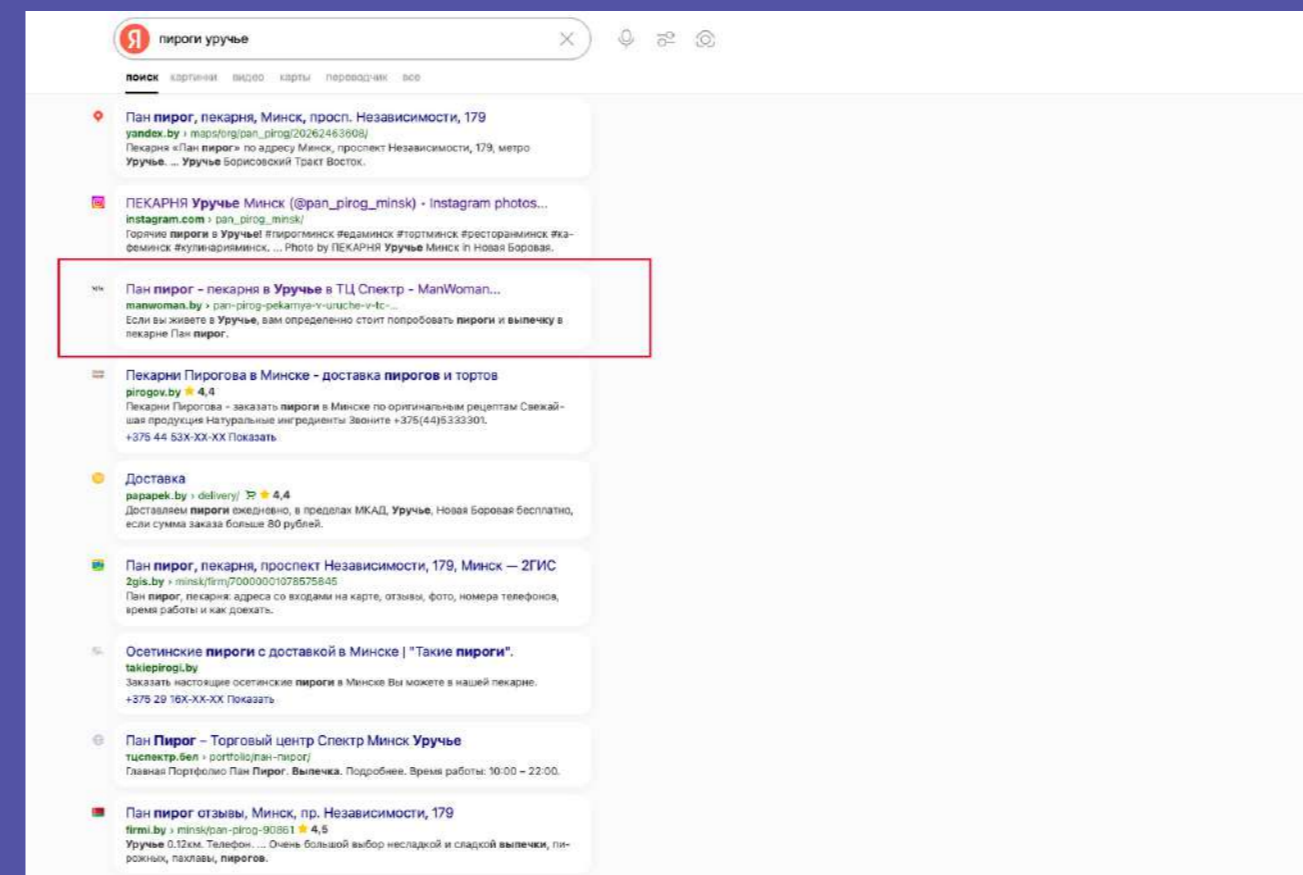 Я пироги уручье
поиск картинки видео карты переводчик все
Пан пирог, пекарня, Минск, просп. Независимости, 179
yandex.by › maps/org/pan_pirog/20262463608/
Пекарня «Пан пирог» по адресу Минск, проспект Независимости, 179, метро
Уручье. ... Уручье Борисовский Тракт Восток.
ПЕКАРНЯ Уручье Минск (@pan_pirog_minsk) • Instagram photos...
instagram.com › pan_pirog_minsk/
Горячие пироги в Уручье! #пирогминск #едаминск #тортминск #ресторанминск #ка-
феминск #кулинарияминск. ... Photo by ПЕКАРНЯ Уручье Минск in Новая Боровая.
Пан пирог - пекарня в Уручье в ТЦ Спектр - ManWoman...
manwoman.by › pan-pirog-pekarnya-v-uruche-v-tc-...
Если вы живете в Уручье, вам определенно стоит попробовать пироги и выпечку в
пекарне Пан пирог.
Пекарни Пирогова в Минске - доставка пирогов и тортов
pirogov.by 4,4
Пекарни Пирогова - заказать пироги в Минске по оригинальным рецептам Свежай-
шая продукция Натуральные ингредиенты Звоните +375(44)5333301.
+375 44 53X-XX-XX Показать
Доставка
papapek.by › delivery/ 4,4
Доставляем пироги ежедневно, в пределах МКАД, Уручье, Новая Боровая бесплатно,
если сумма заказа больше 80 рублей.
Пан пирог, пекарня, проспект Независимости, 179, Минск — 2ГИС
2gis.by › minsk/firm/70000001078575845
Пан пирог, пекарня: адреса со входами на карте, отзывы, фото, номера телефонов,
время работы и как доехать.
Осетинские пироги с доставкой в Минске | "Такие пироги".
takiepirogi.by
Заказать настоящие осетинские пироги в Минске Вы можете в нашей пекарне.
+375 29 16X-XX-XX Показать
Пан Пирог – Торговый центр Спектр Минск Уручье
тцспектр.бел › portfolio/пан-пирог/
Главная Портфолио Пан Пирог. Выпечка. Подробнее. Время работы: 10:00 – 22:00.
Пан пирог отзывы, Минск, пр. Независимости, 179
firmi.by › minsk/pan-pirog-90861 4,5
Уручье 0.12км. Телефон. ... Очень большой выбор несладкой и сладкой выпечки, пи-
рожных, пахлавы, пирогов.